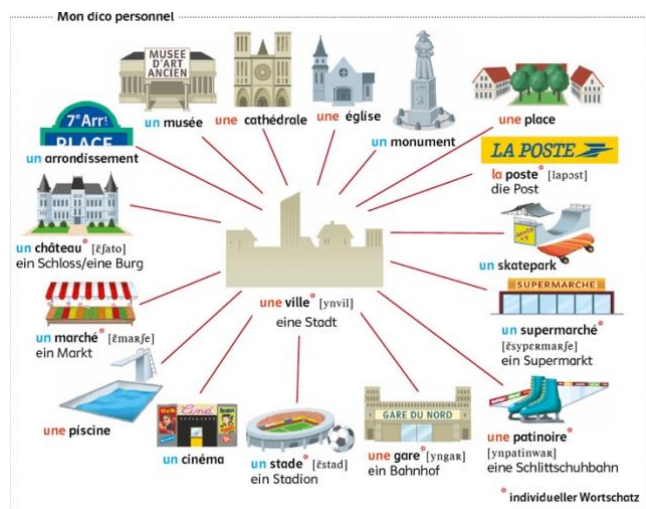 Mon dico personnel
MUSEE
D'ART
ANCIEN
un musée
une cathédrale
une église
un monument
une place
7e Arrt
PLACE
un arrondissement
LA POSTE
la poste* [lapɔst]
die Post
un château* [ɛ̃ʃato]
ein Schloss/eine Burg
un skatepark
une ville* [ynvil]
eine Stadt
SUPERMARCHE
un supermarché*
[ɛ̃sypɛʀmaʀʃe]
ein Supermarkt
un marché* [ɛ̃maʀʃe]
ein Markt
une piscine
Ciné
un cinéma
un stade* [ɛ̃stad]
ein Stadion
GARE DU NORD
une gare* [yngaʀ]
ein Bahnhof
une patinoire*
[ynpatinwaʀ]
eine Schlittschuhbahn
* individueller Wortschatz